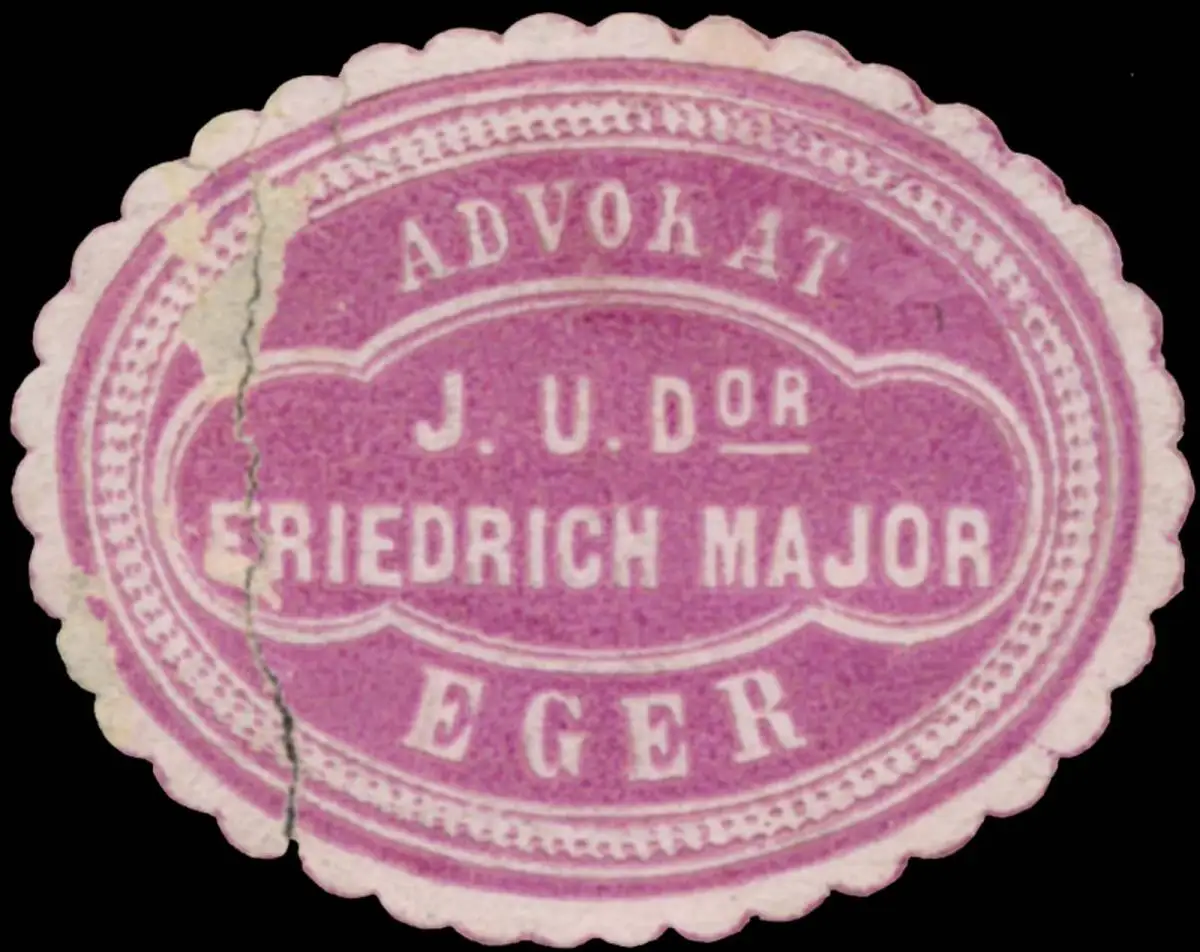 ADVOKAT
J. U. DOR
FRIEDRICH MAJOR
EGER